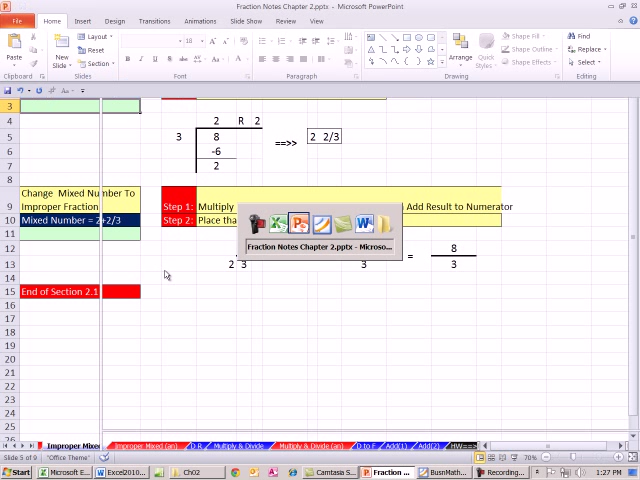 Fraction Notes Chapter 2.pptx - Microsoft PowerPoint
File Home Insert Design Transitions Animations Slide Show Review View
Paste New Slide Layout Reset Section Shape Fill Shape Outline Shape Effects Arrange Quick Styles Find Replace Select
Clipboard Slides Font Paragraph Drawing Editing
3
4 2 R 2
5 3 8 ==>> 2 2/3
6 -6
7 2
8
Change Mixed Number To
9 Improper Fraction Step 1: Multiply ) Add Result to Numerator
10 Mixed Number = 2+2/3 Step 2: Place tha
11
Fraction Notes Chapter 2.pptx - Microso...
12 = 8
13 2 3 3 3
14
15 End of Section 2.1
16
17
18
19
20
21
22
23
24
25
26
Improper Mixed Improper Mixed (an) D R Multiply & Divide Multiply & Divide (an) D to F Add(1) Add(2) HW==>
Slide 5 of 9 "Office Theme" 70%
Start Microsoft E... Excel2010... Ch02 Camtasia S... Fraction ... BusnMath... Recording... 1:27 PM